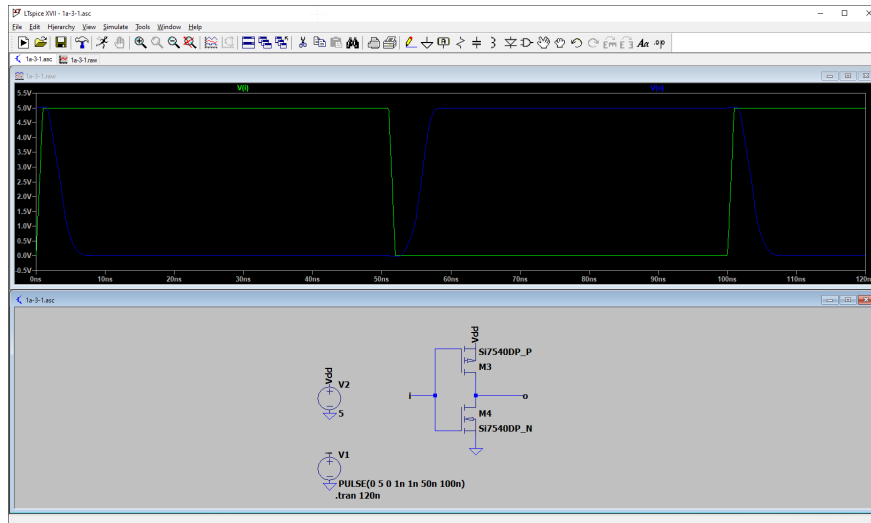 LTspice XVII - 1a-3-1.asc
File Edit Hierarchy View Simulate Tools Window Help
1a-3-1.asc 1a-3-1.raw
1a-3-1.raw
V(i) V(o)
5.5V
5.0V
4.5V
4.0V
3.5V
3.0V
2.5V
2.0V
1.5V
1.0V
0.5V
0.0V
-0.5V
0ns 10ns 20ns 30ns 40ns 50ns 60ns 70ns 80ns 90ns 100ns 110ns 120ns
1a-3-1.asc
Vdd
Si7540DP_P
M3
Vdd
V2
5
i
o
M4
Si7540DP_N
V1
i
PULSE(0 5 0 1n 1n 50n 100n)
.tran 120n